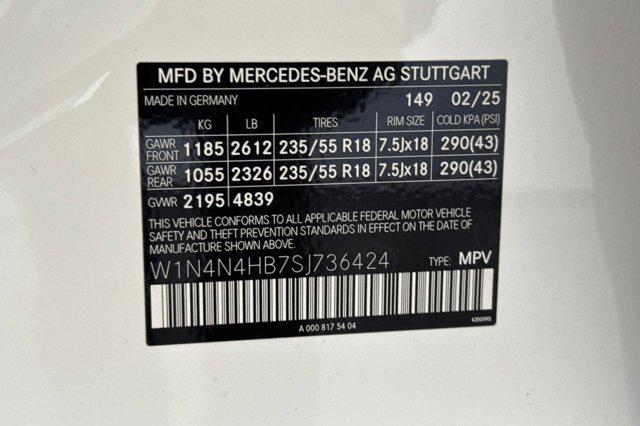 MFD BY MERCEDES-BENZ AG STUTTGART
MADE IN GERMANY 149 02/25
KG LB TIRES RIM SIZE COLD KPA (PSI)
GAWR FRONT 1185 2612 235/55 R18 7.5Jx18 290(43)
GAWR REAR 1055 2326 235/55 R18 7.5Jx18 290(43)
GVWR 2195 4839
THIS VEHICLE CONFORMS TO ALL APPLICABLE FEDERAL MOTOR VEHICLE
SAFETY AND THEFT PREVENTION STANDARDS IN EFFECT ON THE DATE OF
MANUFACTURE SHOWN ABOVE.
W1N4N4HB7SJ736424 MPV
A 000 817 54 04 4200995